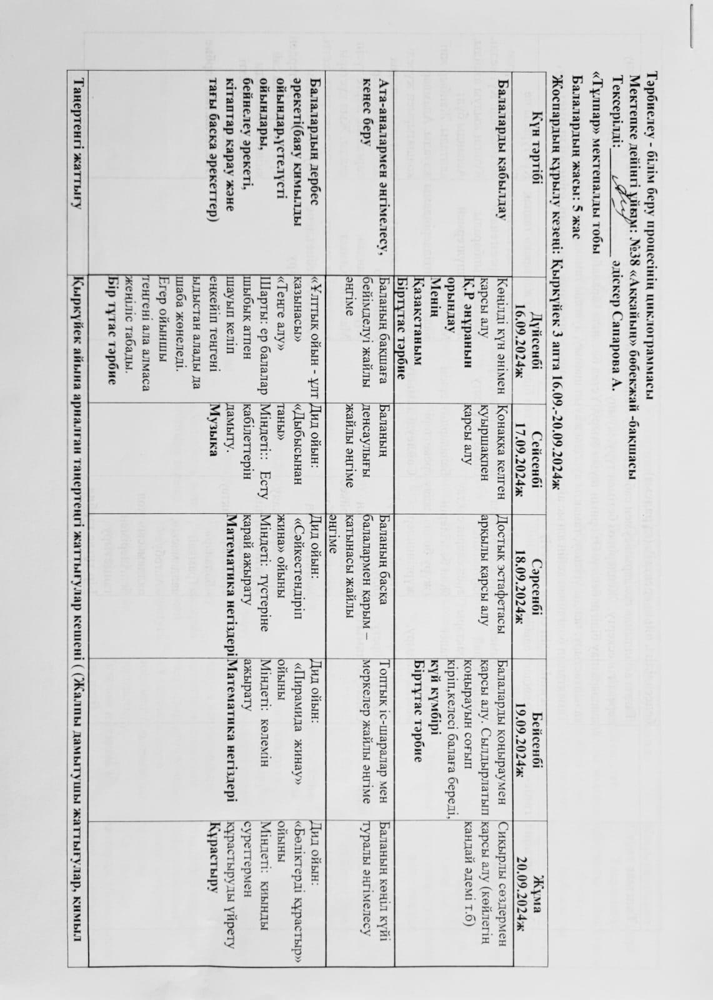 Тәрбиелеу - білім беру процесінің циклограммасы
Мектепке дейінгі ұйым: №38 «Аққайың» бөбекжай -бақшасы
Тексерілді: әдіскер Сапарова А.
«Тұлпар» мектепалды тобы
Балалардың жасы: 5 жас
Жоспардың құрылу кезеңі: Қыркүйек 3 апта 16.09.-20.09.2024ж
Күн тәртібі
Дүйсенбі
16.09.2024ж
Сейсенбі
17.09.2024ж
Сәрсенбі
18.09.2024ж
Бейсенбі
19.09.2024ж
Жұма
20.09.2024ж
Балаларды қабылдау
Көңілді күн әнімен
қарсы алу
Қ.Р әнұранын
орындау
Менің
Қазақстаным
Біртұтас тәрбие
Қонаққа келген
қуыршақпен
қарсы алу
Достық эстафетасы
арқылы қарсы алу
Балаларды қоңыраумен
қарсы алу. Сылдырлатып
қоңырауын соғып
кіріп,келесі балаға береді,
күй күмбірі
Біртұтас тәрбие
Сиқырлы сөздермен
қарсы алу (көйлегің
қандай әдемі т.б)
Ата-аналармен әңгімелесу,
кеңес беру
Баланың бақшаға
бейімделуі жайлы
әңгіме
Баланың
денсаулығы
жайлы әңгіме
Баланың басқа
балалармен қарым –
қатынасы жайлы
әңгіме
Топтық іс-шаралар мен
меркелер жайлы әңгіме
Баланың көңіл күйі
туралы әңгімелесу
Балалардың дербес
әрекеті(баяу қимылды
ойындар,үстелүсті
ойындары,
бейнелеу әрекеті,
кітаптар қарау және
тағы басқа әрекеттер)
«Ұлттық ойын - ұлт
қазынасы»
«Теңге алу»
Шарты: ер балалар
шыбық атпен
шауып келіп
еңкейіп теңгені
ыдыстан алады да
шаба жөнеледі.
Егер ойыншы
теңгені ала алмаса
жеңіліс табады.
Бір тұтас тәрбие
Дид ойын:
«Дыбысынан
таны»
Міндеті:: Есту
қабілеттерін
дамыту.
Музыка
Дид ойын:
«Сәйкестендіріп
жина» ойыны
Міндеті: түстеріне
қарай ажырату
Математика негіздері
Дид ойын:
«Пирамида жинау»
ойыны
Міндеті: көлемін
ажырату
Математика негіздері
Дид ойын:
«Бөліктерді құрастыр»
ойыны
Міндеті: қиынды
суреттермен
құрастыруды үйрету
Құрастыру
Таңертеңгі жаттығу
Қыркүйек айына арналған таңертеңгі жаттығулар кешені ( (Жалпы дамытушы жаттығулар, қимыл